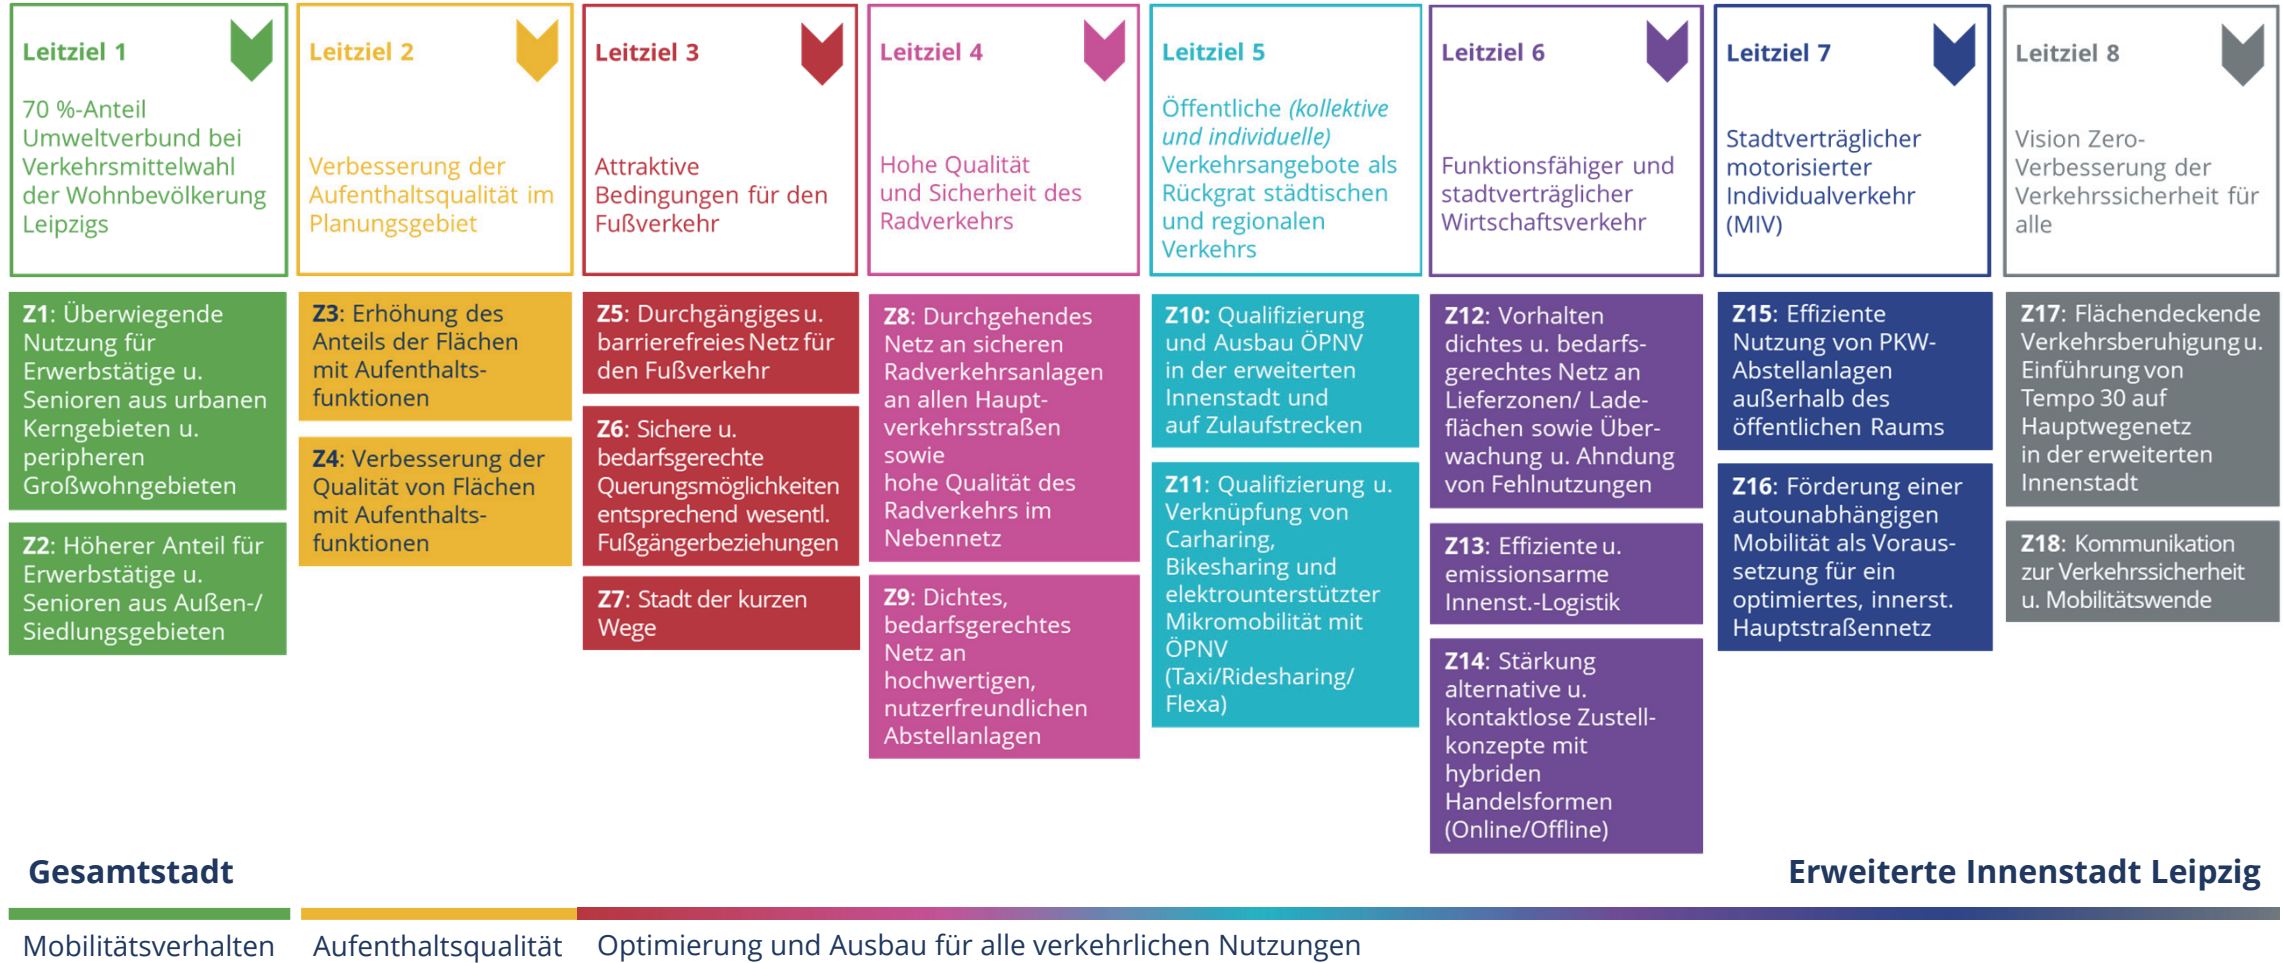 Leitziel 1
70 %-Anteil
Umweltverbund bei
Verkehrsmittelwahl
der Wohnbevölkerung
Leipzigs
Z1: Überwiegende
Nutzung für
Erwerbstätige u.
Senioren aus urbanen
Kerngebieten u.
peripheren
Großwohngebieten
Z2: Höherer Anteil für
Erwerbstätige u.
Senioren aus Außen-/
Siedlungsgebieten
Leitziel 2
Verbesserung der
Aufenthaltsqualität im
Planungsgebiet
Z3: Erhöhung des
Anteils der Flächen
mit Aufenthalts-
funktionen
Z4: Verbesserung der
Qualität von Flächen
mit Aufenthalts-
funktionen
Leitziel 3
Attraktive
Bedingungen für den
Fußverkehr
Z5: Durchgängiges u.
barrierefreies Netz für
den Fußverkehr
Z6: Sichere u.
bedarfsgerechte
Querungsmöglichkeiten
entsprechend wesentl.
Fußgängerbeziehungen
Z7: Stadt der kurzen
Wege
Leitziel 4
Hohe Qualität
und Sicherheit des
Radverkehrs
Z8: Durchgehendes
Netz an sicheren
Radverkehrsanlagen
an allen Haupt-
verkehrsstraßen
sowie
hohe Qualität des
Radverkehrs im
Nebennetz
Z9: Dichtes,
bedarfsgerechtes
Netz an
hochwertigen,
nutzerfreundlichen
Abstellanlagen
Leitziel 5
Öffentliche (kollektive
und individuelle)
Verkehrsangebote als
Rückgrat städtischen
und regionalen
Verkehrs
Z10: Qualifizierung
und Ausbau ÖPNV
in der erweiterten
Innenstadt und
auf Zulaufstrecken
Z11: Qualifizierung u.
Verknüpfung von
Carharing,
Bikesharing und
elektrounterstützter
Mikromobilität mit
ÖPNV
(Taxi/Ridesharing/
Flexa)
Leitziel 6
Funktionsfähiger und
stadtverträglicher
Wirtschaftsverkehr
Z12: Vorhalten
dichtes u. bedarfs-
gerechtes Netz an
Lieferzonen/ Lade-
flächen sowie Über-
wachung u. Ahndung
von Fehlnutzungen
Z13: Effiziente u.
emissionsarme
Innenst.-Logistik
Z14: Stärkung
alternative u.
kontaktlose Zustell-
konzepte mit
hybriden
Handelsformen
(Online/Offline)
Leitziel 7
Stadtverträglicher
motorisierter
Individualverkehr
(MIV)
Z15: Effiziente
Nutzung von PKW-
Abstellanlagen
außerhalb des
öffentlichen Raums
Z16: Förderung einer
autounabhängigen
Mobilität als Voraus-
setzung für ein
optimiertes, innerst.
Hauptstraßennetz
Leitziel 8
Vision Zero-
Verbesserung der
Verkehrssicherheit für
alle
Z17: Flächendeckende
Verkehrsberuhigung u.
Einführung von
Tempo 30 auf
Hauptwegenetz
in der erweiterten
Innenstadt
Z18: Kommunikation
zur Verkehrssicherheit
u. Mobilitätswende
Gesamtstadt
Erweiterte Innenstadt Leipzig
Mobilitätsverhalten
Aufenthaltsqualität
Optimierung und Ausbau für alle verkehrlichen Nutzungen